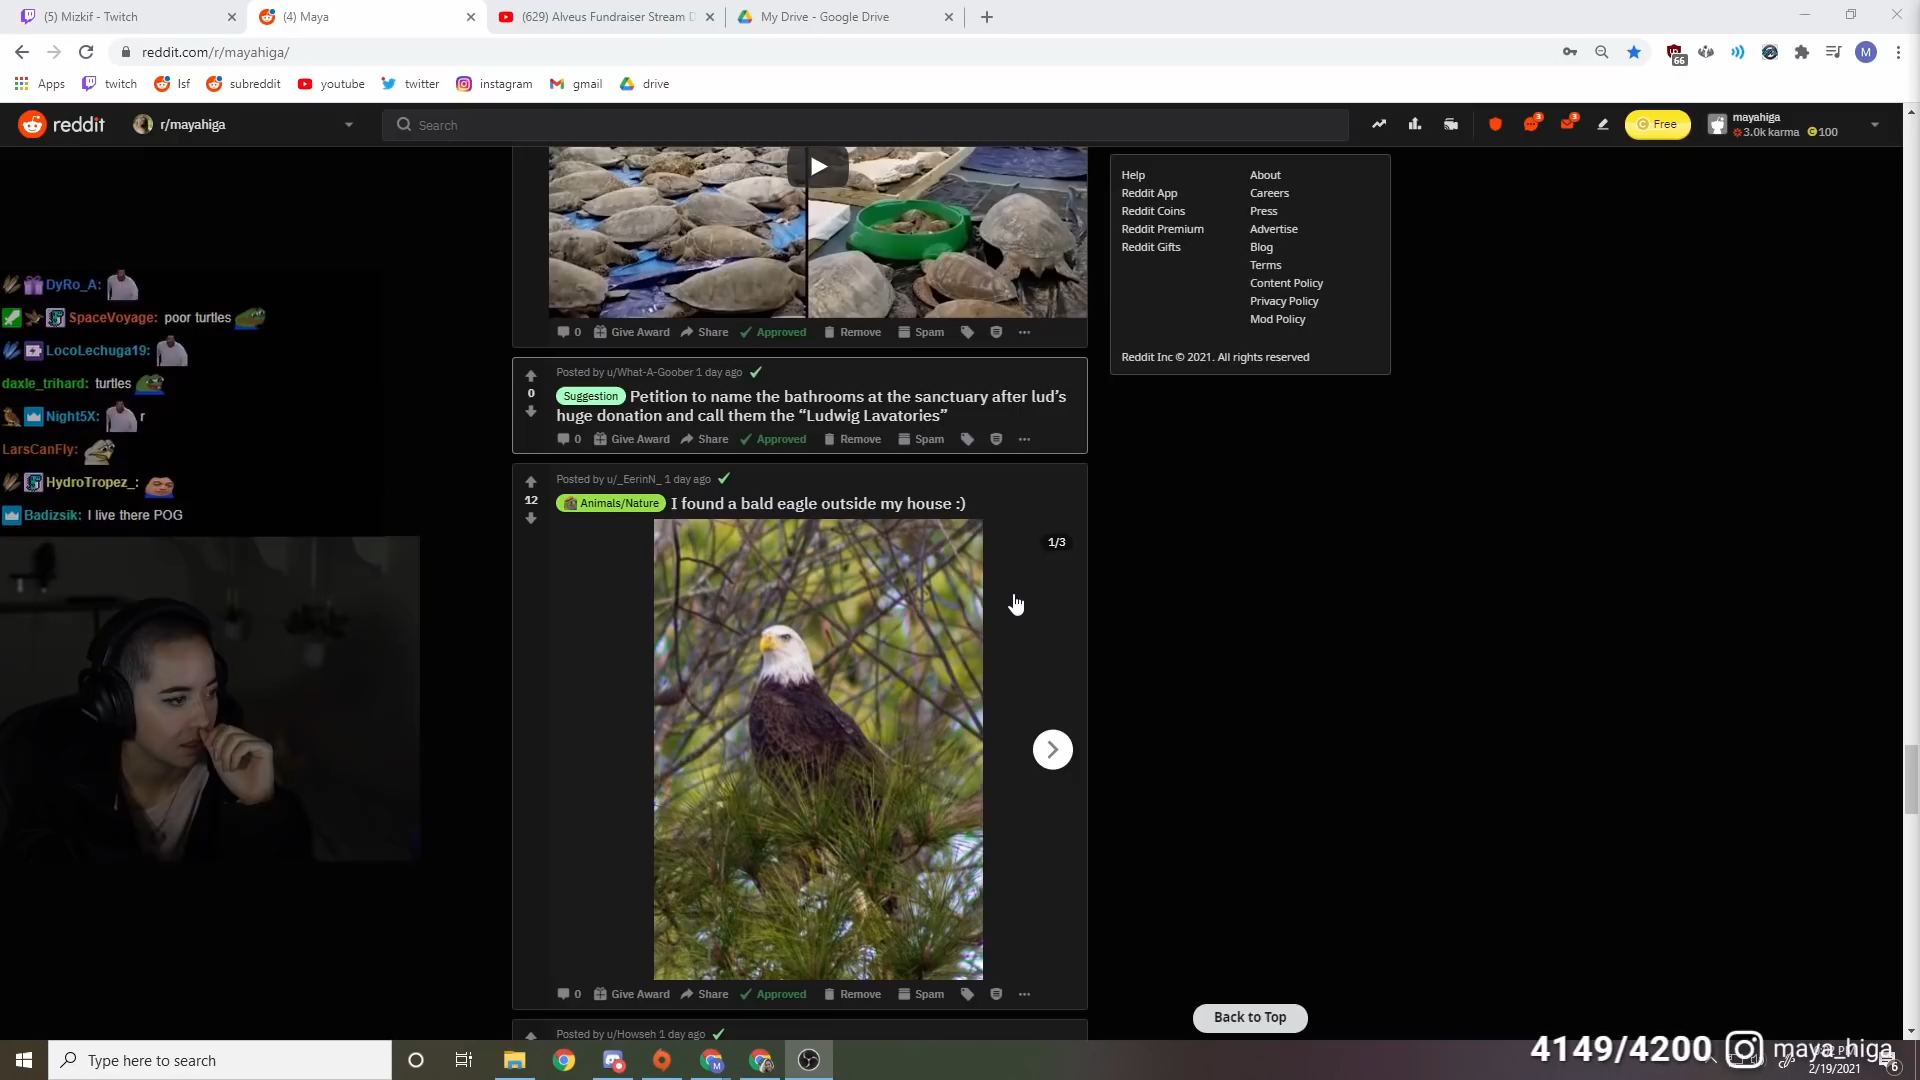 (5) Mizkif - Twitch
(4) Maya
(629) Alveus Fundraiser Stream D
My Drive - Google Drive
reddit.com/r/mayahiga/
66
M
Apps
twitch
lsf
subreddit
youtube
twitter
instagram
gmail
drive
reddit
r/mayahiga
Search
3
3
Free
mayahiga
3.0k karma
100
Help
About
Reddit App
Careers
Reddit Coins
Press
Reddit Premium
Advertise
Reddit Gifts
Blog
Terms
Content Policy
Privacy Policy
Mod Policy
Reddit Inc © 2021. All rights reserved
DyRo_A:
SpaceVoyage: poor turtles
LocoLechuga19:
daxle_trihard: turtles
Night5X: r
LarsCanFly:
HydroTropez_:
Badizsik: I live there POG
0 Give Award Share Approved Remove Spam
Posted by u/What-A-Goober 1 day ago
0
Suggestion Petition to name the bathrooms at the sanctuary after lud's
huge donation and call them the “Ludwig Lavatories”
0 Give Award Share Approved Remove Spam
Posted by u/_EerinN_ 1 day ago
12
Animals/Nature I found a bald eagle outside my house :)
1/3
0 Give Award Share Approved Remove Spam
Posted by u/Howseh 1 day ago
Back to Top
Type here to search
4149/4200 maya_higa
2/19/2021
6